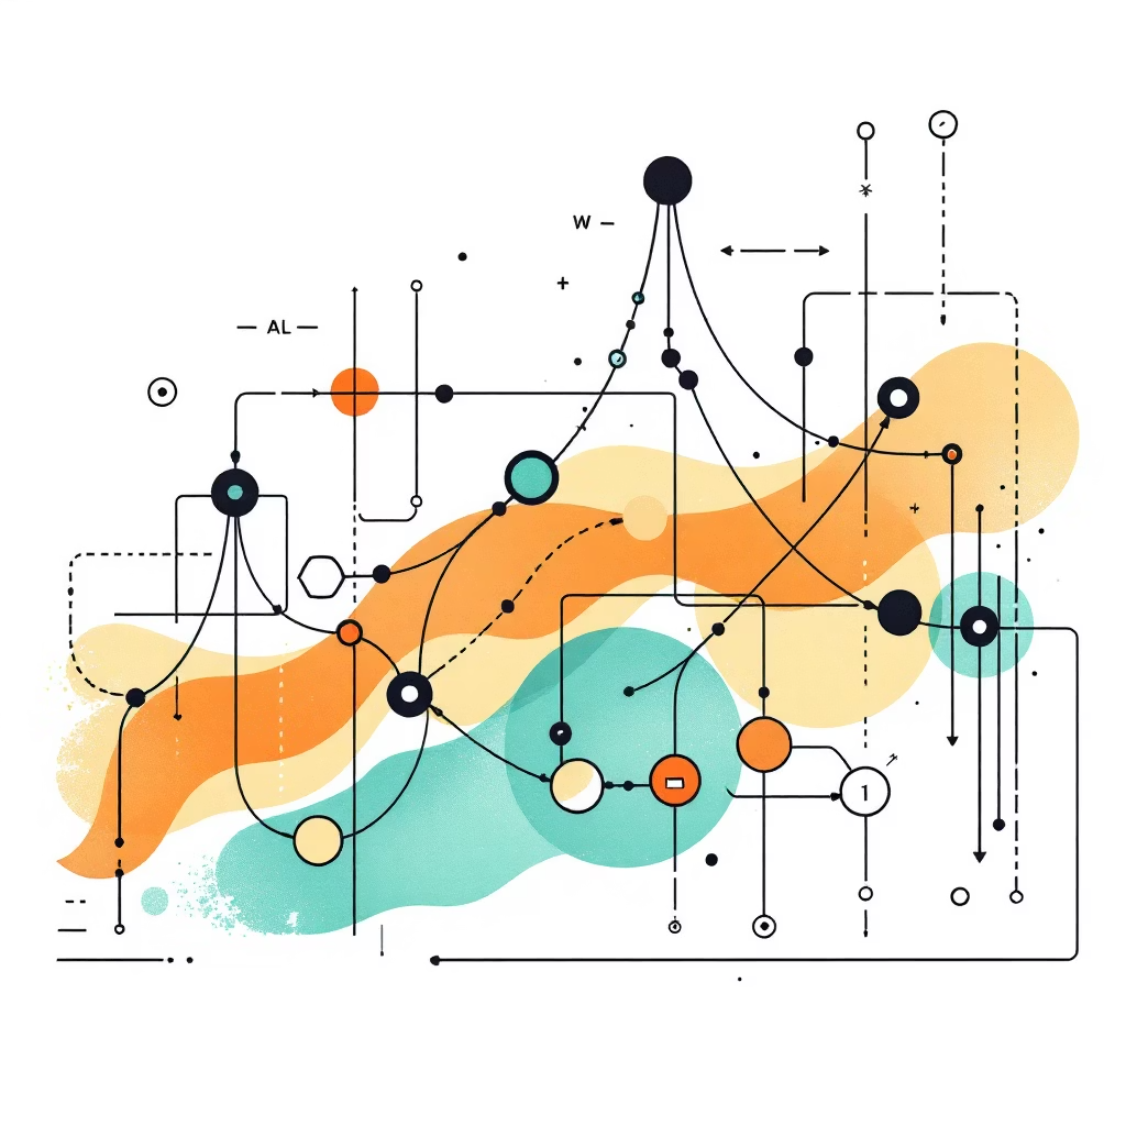 W —
— AL —
1